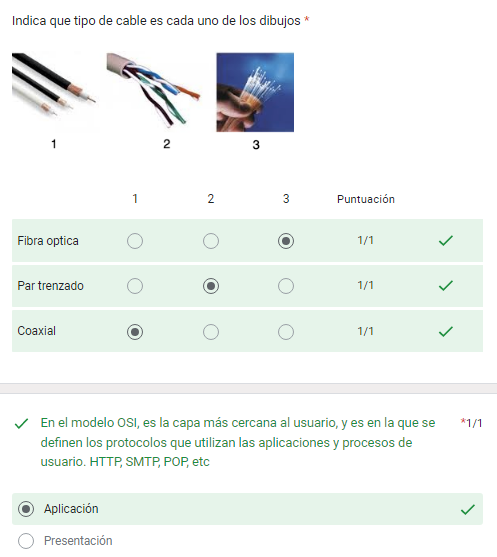 Indica que tipo de cable es cada uno de los dibujos *
1 2 3
1 2 3 Puntuación
Fibra optica 1/1
Par trenzado 1/1
Coaxial 1/1
En el modelo OSI, es la capa más cercana al usuario, y es en la que se *1/1
definen los protocolos que utilizan las aplicaciones y procesos de
usuario. HTTP, SMTP, POP, etc
Aplicación
Presentación